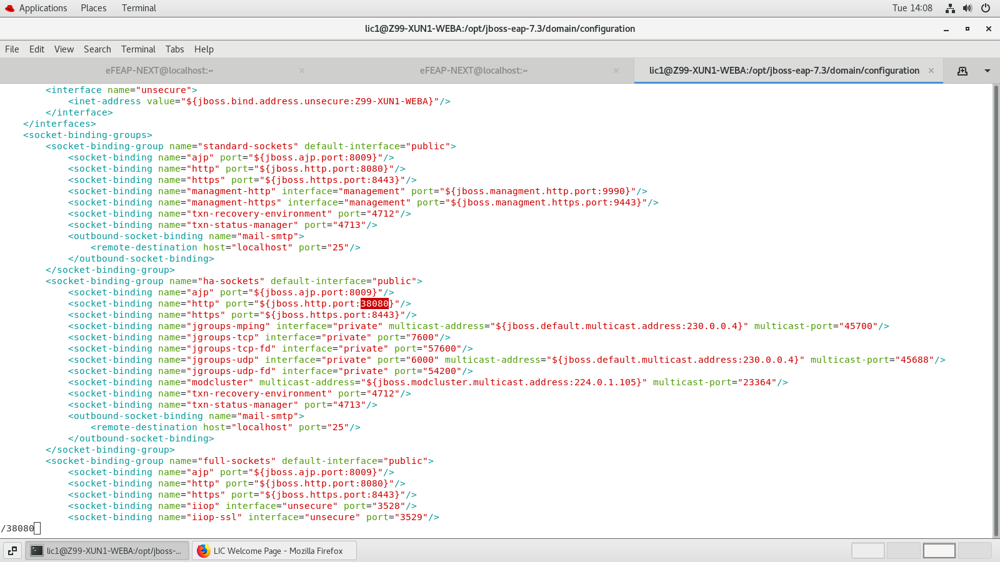 Applications Places Terminal Tue 14:08
lic1@Z99-XUN1-WEBA:/opt/jboss-eap-7.3/domain/configuration
File Edit View Search Terminal Tabs Help
eFEAP-NEXT@localhost:~ × eFEAP-NEXT@localhost:~ × lic1@Z99-XUN1-WEBA:/opt/jboss-eap-7.3/domain/configuration ×
<interface name="unsecure">
<inet-address value="${jboss.bind.address.unsecure:Z99-XUN1-WEBA}"/>
</interface>
</interfaces>
<socket-binding-groups>
<socket-binding-group name="standard-sockets" default-interface="public">
<socket-binding name="ajp" port="${jboss.ajp.port:8009}"/>
<socket-binding name="http" port="${jboss.http.port:8080}"/>
<socket-binding name="https" port="${jboss.https.port:8443}"/>
<socket-binding name="managment-http" interface="management" port="${jboss.managment.http.port:9990}"/>
<socket-binding name="managment-https" interface="management" port="${jboss.managment.https.port:9443}"/>
<socket-binding name="txn-recovery-environment" port="4712"/>
<socket-binding name="txn-status-manager" port="4713"/>
<outbound-socket-binding name="mail-smtp">
<remote-destination host="localhost" port="25"/>
</outbound-socket-binding>
</socket-binding-group>
<socket-binding-group name="ha-sockets" default-interface="public">
<socket-binding name="ajp" port="${jboss.ajp.port:8009}"/>
<socket-binding name="http" port="${jboss.http.port:38080}"/>
<socket-binding name="https" port="${jboss.https.port:8443}"/>
<socket-binding name="jgroups-mping" interface="private" multicast-address="${jboss.default.multicast.address:230.0.0.4}" multicast-port="45700"/>
<socket-binding name="jgroups-tcp" interface="private" port="7600"/>
<socket-binding name="jgroups-tcp-fd" interface="private" port="57600"/>
<socket-binding name="jgroups-udp" interface="private" port="6000" multicast-address="${jboss.default.multicast.address:230.0.0.4}" multicast-port="45688"/>
<socket-binding name="jgroups-udp-fd" interface="private" port="54200"/>
<socket-binding name="modcluster" multicast-address="${jboss.modcluster.multicast.address:224.0.1.105}" multicast-port="23364"/>
<socket-binding name="txn-recovery-environment" port="4712"/>
<socket-binding name="txn-status-manager" port="4713"/>
<outbound-socket-binding name="mail-smtp">
<remote-destination host="localhost" port="25"/>
</outbound-socket-binding>
</socket-binding-group>
<socket-binding-group name="full-sockets" default-interface="public">
<socket-binding name="ajp" port="${jboss.ajp.port:8009}"/>
<socket-binding name="http" port="${jboss.http.port:8080}"/>
<socket-binding name="https" port="${jboss.https.port:8443}"/>
<socket-binding name="iiop" interface="unsecure" port="3528"/>
<socket-binding name="iiop-ssl" interface="unsecure" port="3529"/>
/38080
lic1@Z99-XUN1-WEBA:/opt/jboss-... LIC Welcome Page - Mozilla Firefox